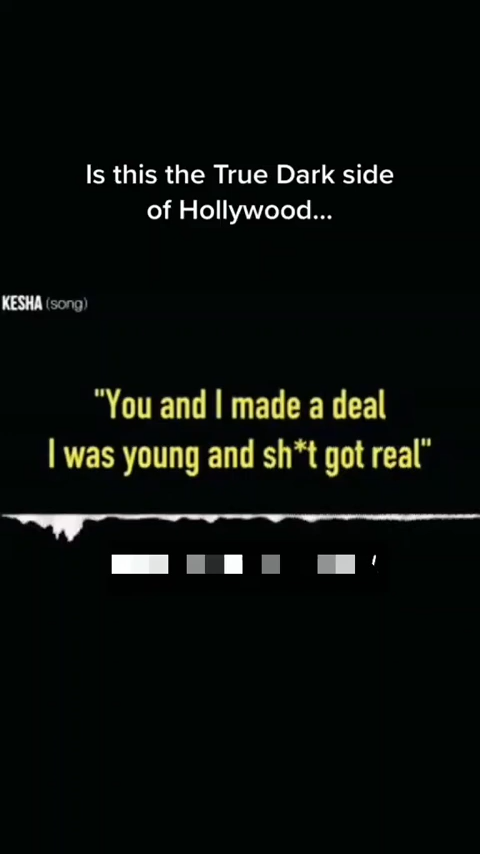 Is this the True Dark side
of Hollywood...
KESHA (song)
"You and I made a deal
I was young and sh*t got real"